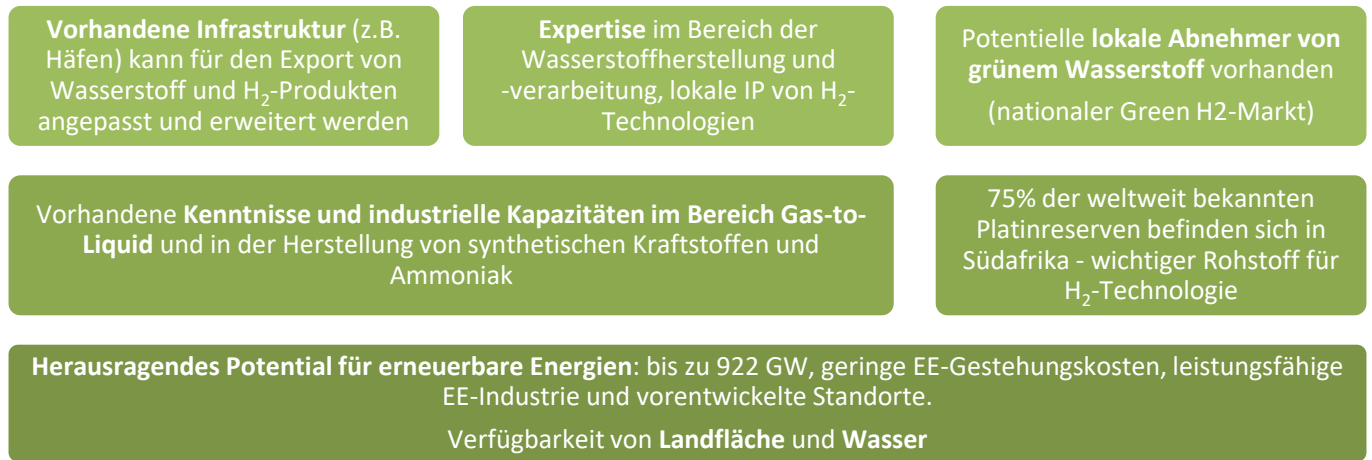 Vorhandene Infrastruktur (z.B.
Häfen) kann für den Export von
Wasserstoff und H₂-Produkten
angepasst und erweitert werden
Expertise im Bereich der
Wasserstoffherstellung und
-verarbeitung, lokale IP von H₂-
Technologien
Potentielle lokale Abnehmer von
grünem Wasserstoff vorhanden
(nationaler Green H2-Markt)
Vorhandene Kenntnisse und industrielle Kapazitäten im Bereich Gas-to-
Liquid und in der Herstellung von synthetischen Kraftstoffen und
Ammoniak
75% der weltweit bekannten
Platinreserven befinden sich in
Südafrika - wichtiger Rohstoff für
H₂-Technologie
Herausragendes Potential für erneuerbare Energien: bis zu 922 GW, geringe EE-Gestehungskosten, leistungsfähige
EE-Industrie und vorentwickelte Standorte.
Verfügbarkeit von Landfläche und Wasser